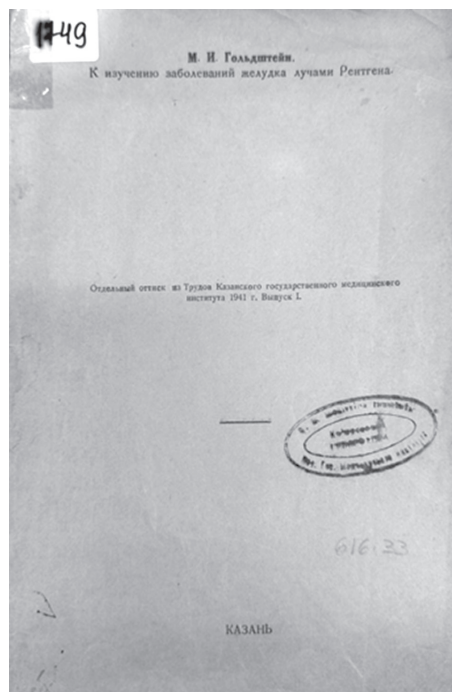 1749
М. И. Гольдштейн.
К изучению заболеваний желудка лучами Рентгена.
Отдельный оттиск из Трудов Казанского государственного медицинского
института 1941 г. Выпуск I.
616.33
КАЗАНЬ